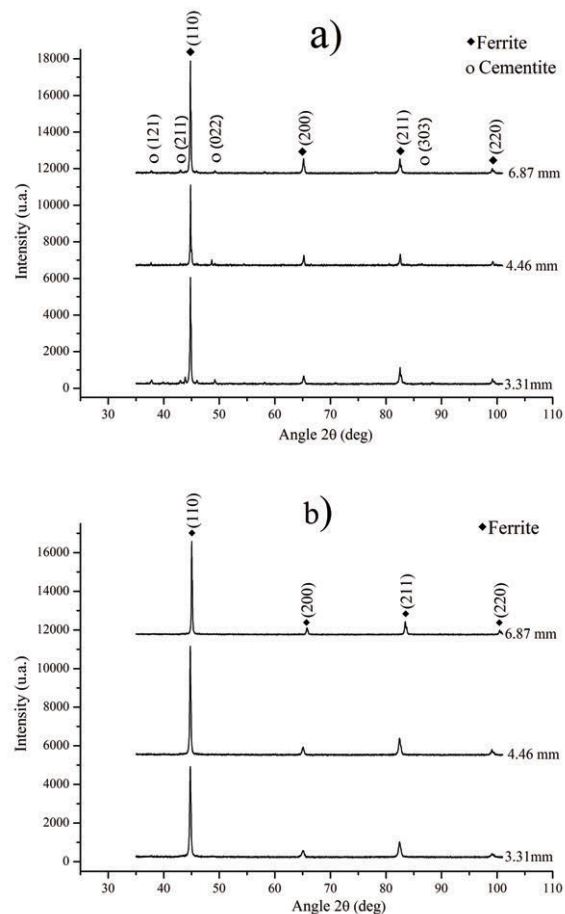 a)
◆Ferrite
○ Cementite
(110)
(121)
(211)
(022)
(200)
(211)
(303)
(220)
18000
16000
14000
12000
10000
8000
6000
4000
2000
0
Intensity (u.a.)
6.87 mm
4.46 mm
3.31mm
30 40 50 60 70 80 90 100 110
Angle 2θ (deg)
b)
◆Ferrite
(110)
(200)
(211)
(220)
16000
14000
12000
10000
8000
6000
4000
2000
0
Intensity (u.a.)
6.87 mm
4.46 mm
3.31mm
30 40 50 60 70 80 90 100 110
Angle 2θ (deg)